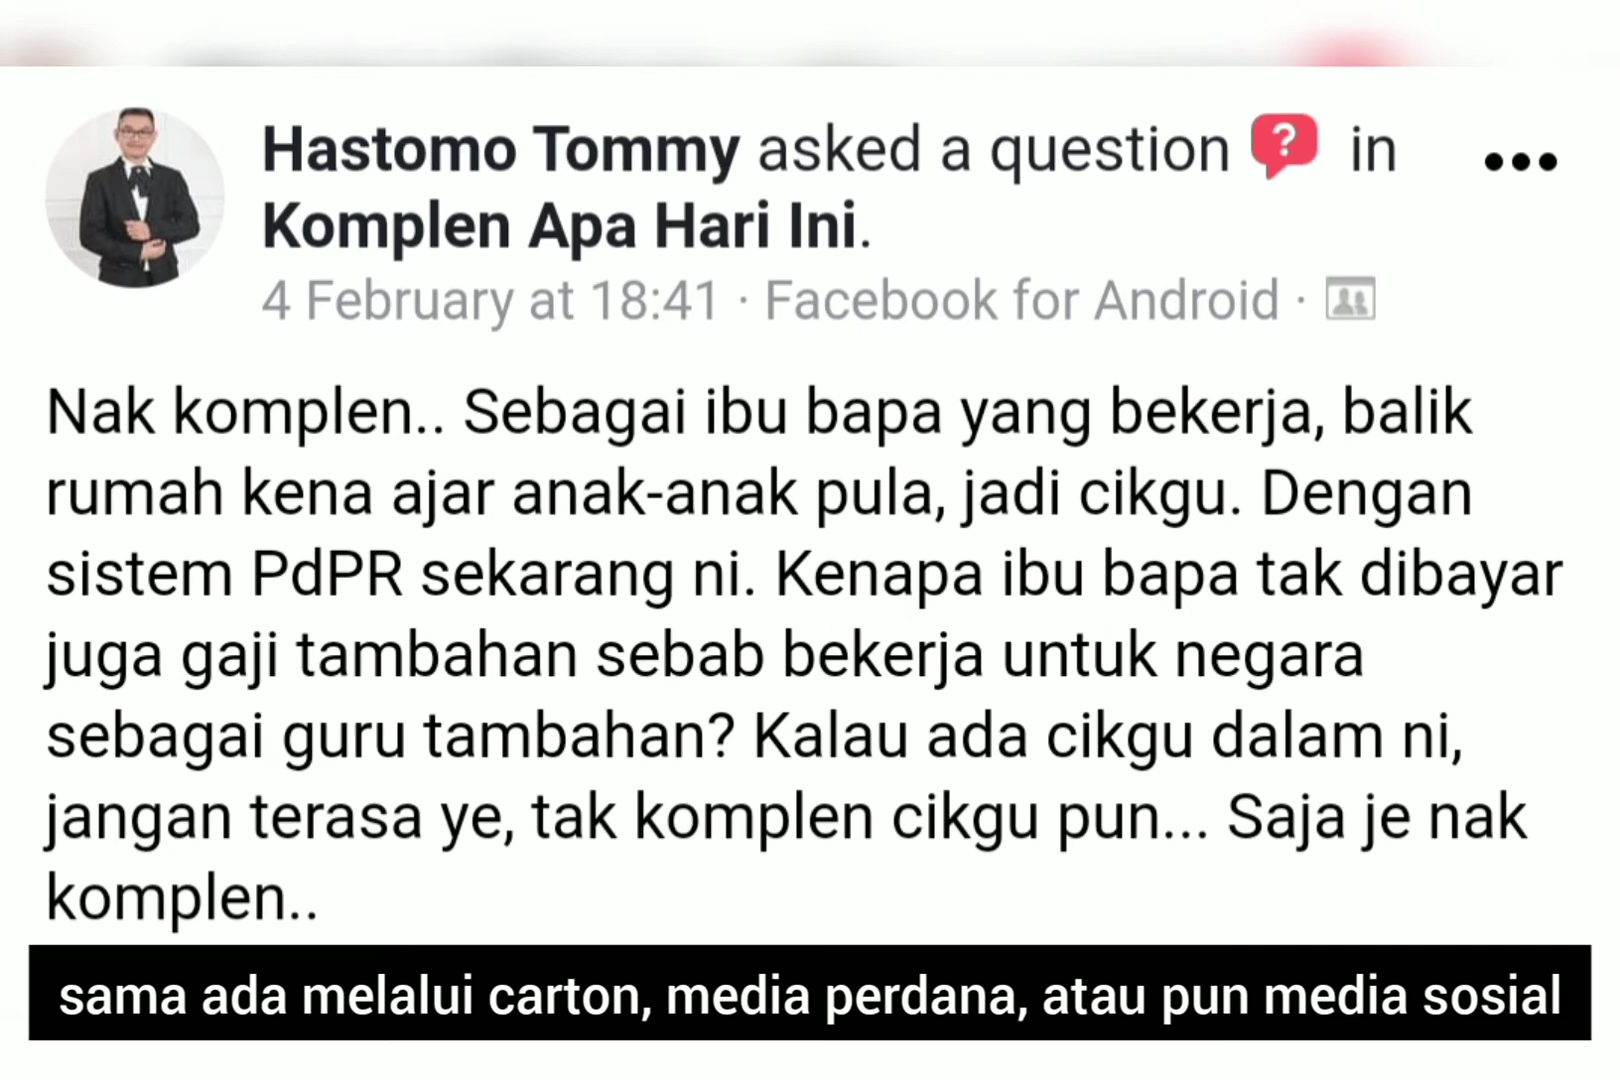 Hastomo Tommy asked a question ? in
Komplen Apa Hari Ini.
4 February at 18:41 · Facebook for Android ·
Nak komplen.. Sebagai ibu bapa yang bekerja, balik
rumah kena ajar anak-anak pula, jadi cikgu. Dengan
sistem PdPR sekarang ni. Kenapa ibu bapa tak dibayar
juga gaji tambahan sebab bekerja untuk negara
sebagai guru tambahan? Kalau ada cikgu dalam ni,
jangan terasa ye, tak komplen cikgu pun... Saja je nak
komplen..
sama ada melalui carton, media perdana, atau pun media sosial